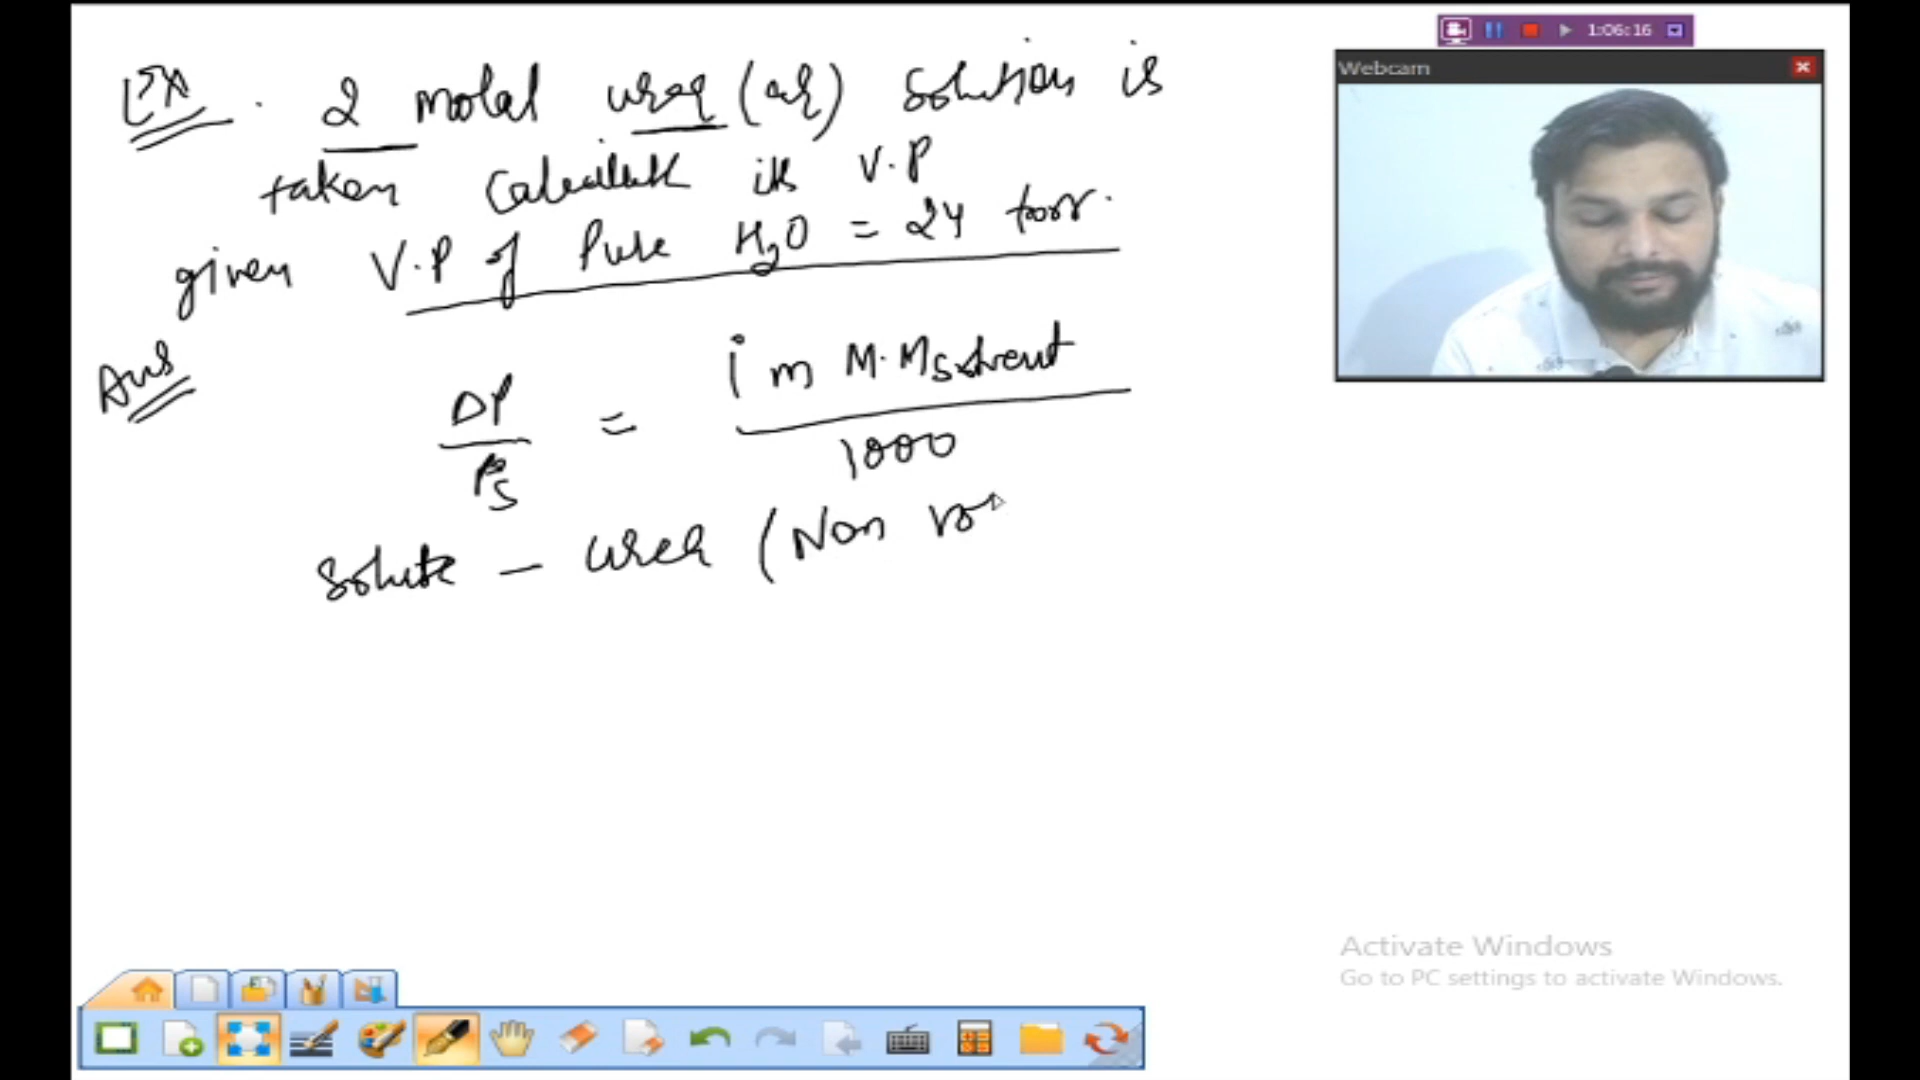 Ex. 2 molal urea (aq) solution is
taken Calculate its V.P
given V.P of Pure H2O = 24 torr.
Ans
ΔP / Ps = i m M.Msolvent / 1000
Solute - urea (Non vo
1:06:16
Webcam
Activate Windows
Go to PC settings to activate Windows.